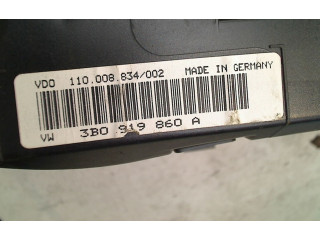 VDO 110.008.834/002 MADE IN GERMANY
VW 3B0 919 860 A